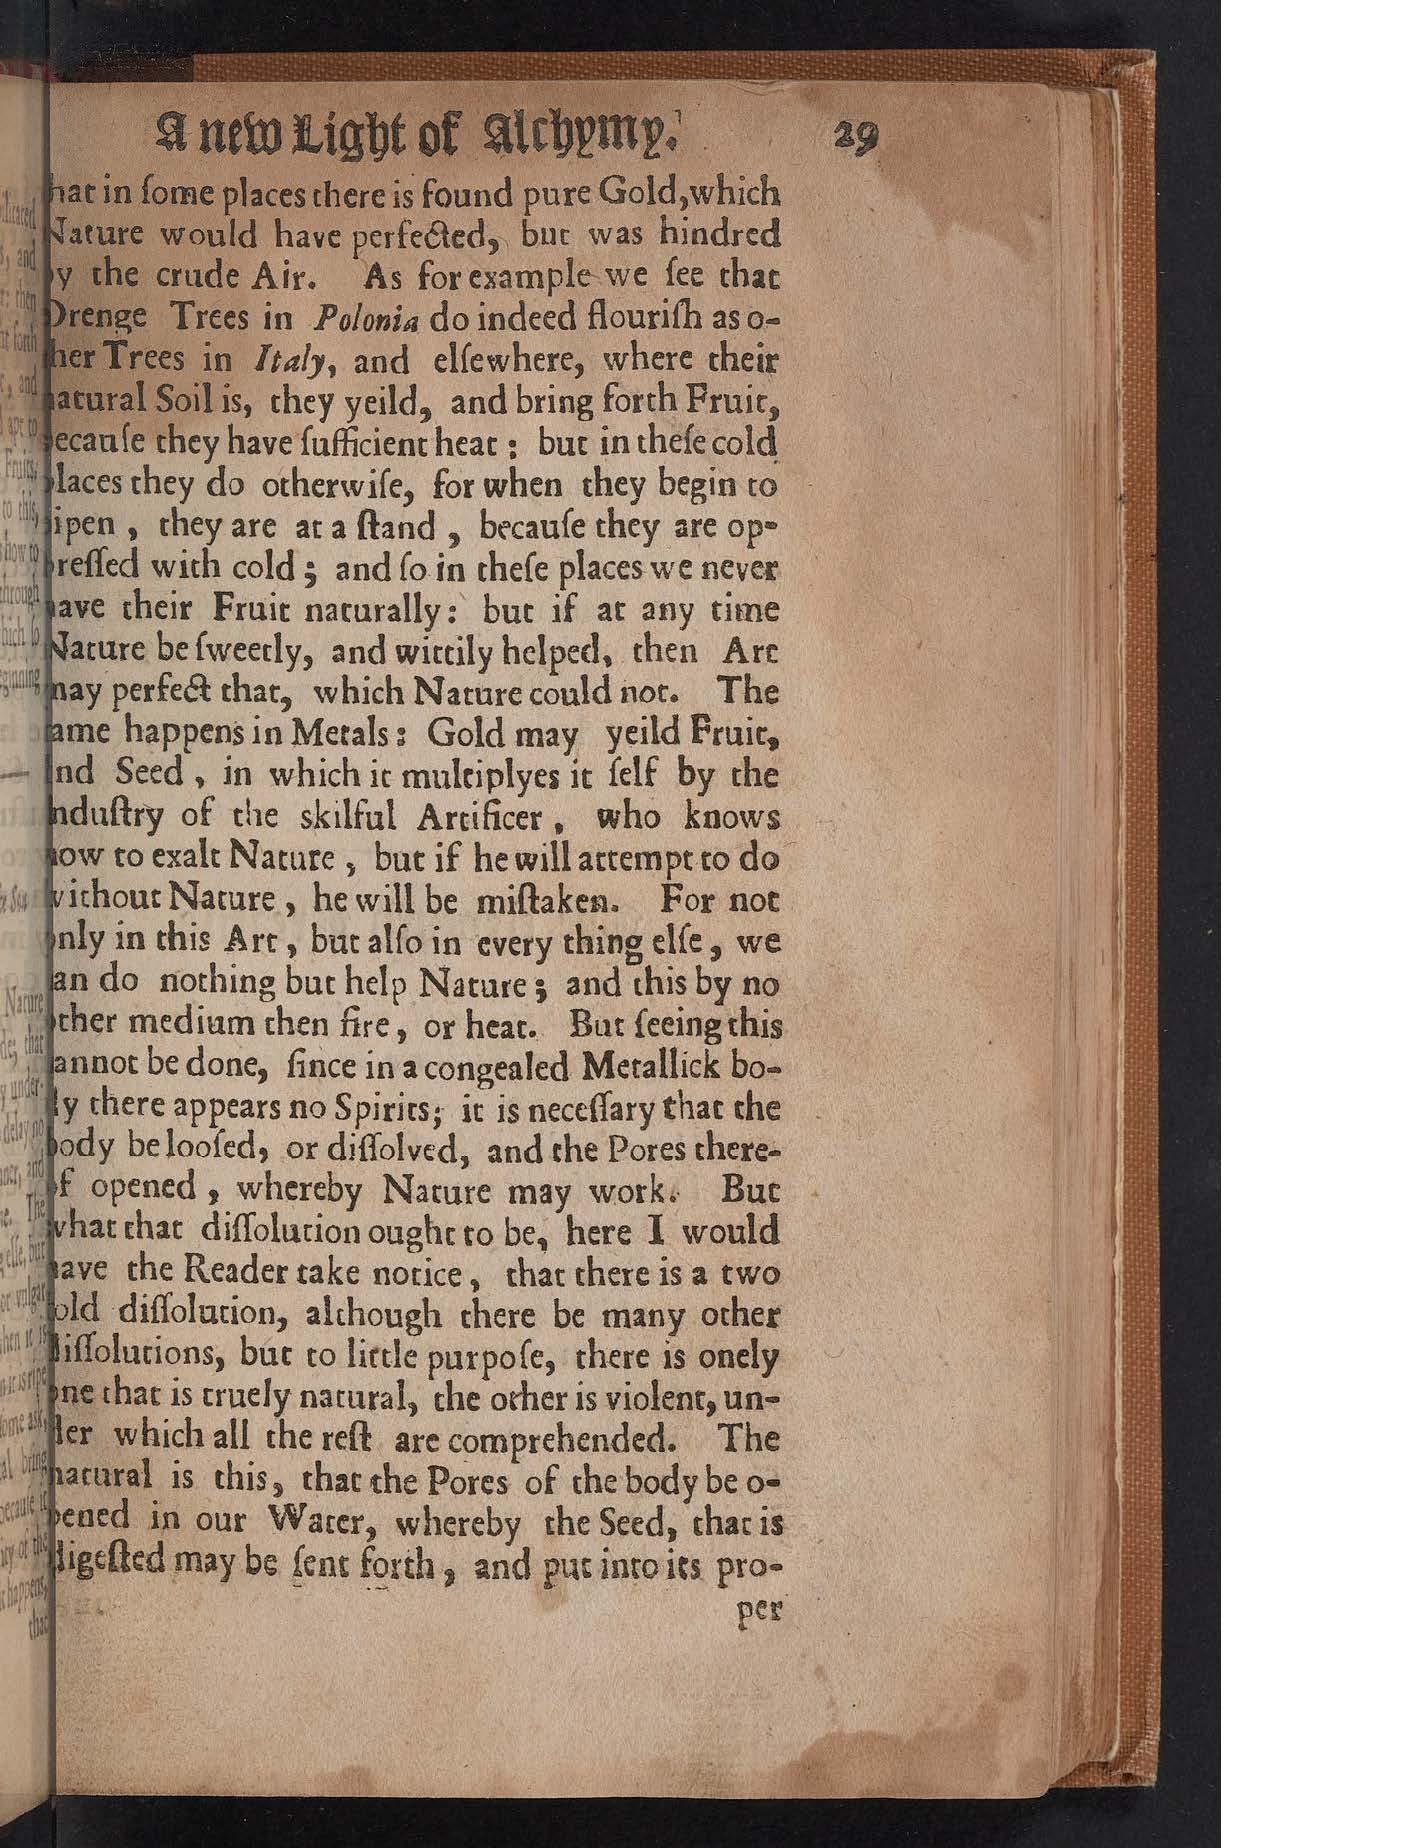 A new Light of Alchymy. 29
hat in ſome places there is found pure Gold, which
Nature would have perfected, but was hindred
by the crude Air. As for example we ſee that
Orenge Trees in Polonia do indeed flouriſh as o-
ther Trees in Italy, and elſewhere, where their
natural Soil is, they yeild, and bring forth Fruit,
becauſe they have ſufficient heat : but in theſe cold
places they do otherwiſe, for when they begin to
ripen , they are at a ſtand , becauſe they are op-
preſſed with cold ; and ſo in theſe places we never
have their Fruit naturally: but if at any time
Nature be ſweetly, and wittily helped, then Art
may perfect that, which Nature could not. The
ſame happens in Metals : Gold may yeild Fruit,
and Seed , in which it multiplyes it ſelf by the
induſtry of the skilful Artificer , who knows
how to exalt Nature , but if he will attempt to do
without Nature , he will be miſtaken. For not
only in this Art , but alſo in every thing elſe , we
can do nothing but help Nature ; and this by no
other medium then fire , or heat. But ſeeing this
cannot be done, ſince in a congealed Metallick bo-
dy there appears no Spirits; it is neceſſary that the
body be looſed, or diſſolved, and the Pores there-
of opened , whereby Nature may work. But
what that diſſolution ought to be, here I would
have the Reader take notice , that there is a two
fold diſſolution, although there be many other
diſſolutions, but to little purpoſe, there is onely
one that is truely natural, the other is violent, un-
der which all the reſt are comprehended. The
natural is this, that the Pores of the body be o-
pened in our Water, whereby the Seed, that is
digeſted may be ſent forth , and put into its pro-
per